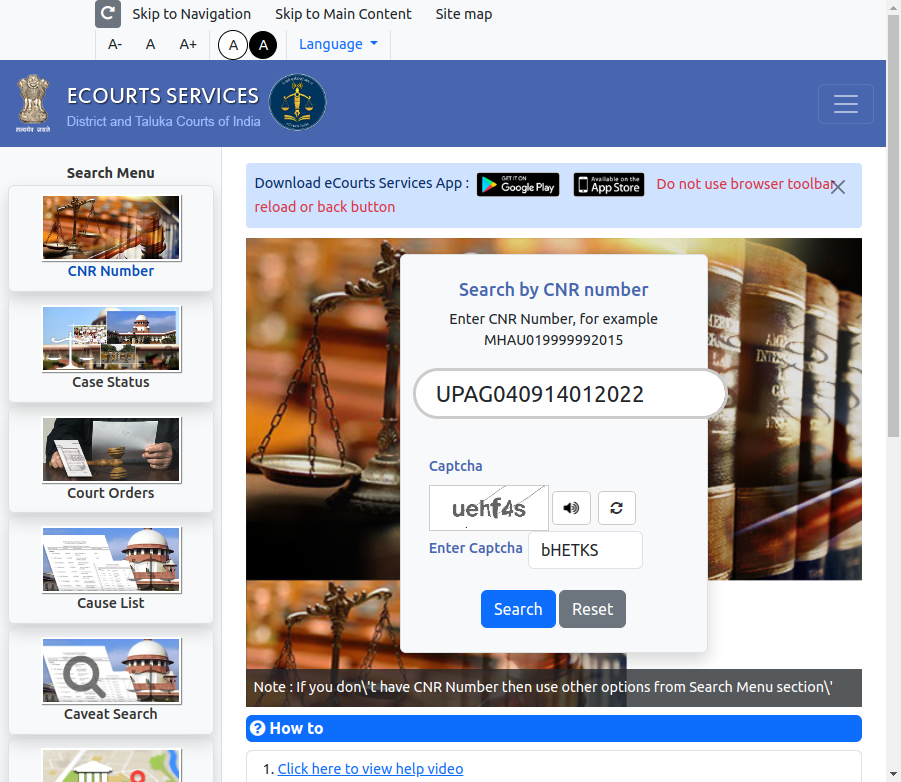 Skip to Navigation Skip to Main Content Site map
A- A A+ A A Language
ECOURTS SERVICES
District and Taluka Courts of India
सत्यमेव जयते
Search Menu
CNR Number
Case Status
Court Orders
Cause List
Caveat Search
Download eCourts Services App : GET IT ON Google Play Available on the App Store Do not use browser toolbar
reload or back button
Search by CNR number
Enter CNR Number, for example
MHAU019999992015
UPAG040914012022
Captcha
uehf4s
Enter Captcha bHETKS
Search Reset
Note : If you don\'t have CNR Number then use other options from Search Menu section\'
How to
1. Click here to view help video